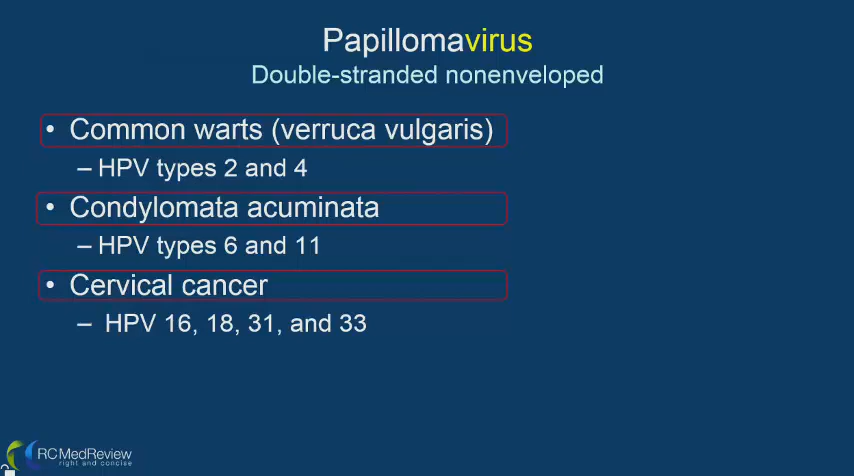 Papillomavirus
Double-stranded nonenveloped
• Common warts (verruca vulgaris)
– HPV types 2 and 4
• Condylomata acuminata
– HPV types 6 and 11
• Cervical cancer
– HPV 16, 18, 31, and 33
RCMedReview
right and concise